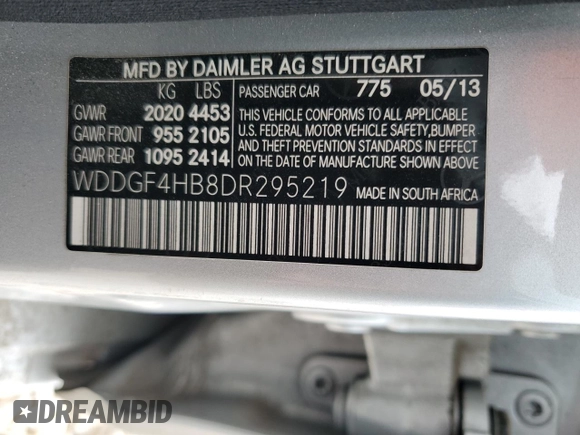 MFD BY DAIMLER AG STUTTGART
KG LBS PASSENGER CAR 775 05/13
GVWR 2020 4453 THIS VEHICLE CONFORMS TO ALL APPLICABLE
GAWR FRONT 955 2105 U.S. FEDERAL MOTOR VEHICLE SAFETY,BUMPER
AND THEFT PREVENTION STANDARDS IN EFFECT
GAWR REAR 1095 2414 ON THE DATE OF MANUFACTURE SHOWN ABOVE.
WDDGF4HB8DR295219 MADE IN SOUTH AFRICA
DREAMBID